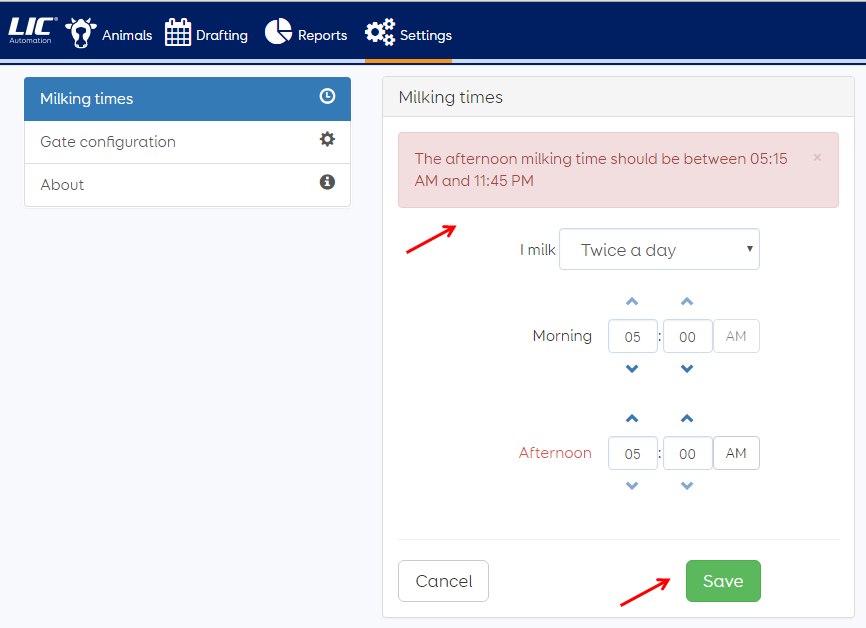 LIC
Automation
Animals
Drafting
Reports
Settings
Milking times
Gate configuration
About
Milking times
The afternoon milking time should be between 05:15
AM and 11:45 PM
×
I milk Twice a day
Morning 05 : 00 AM
Afternoon 05 : 00 AM
Cancel Save